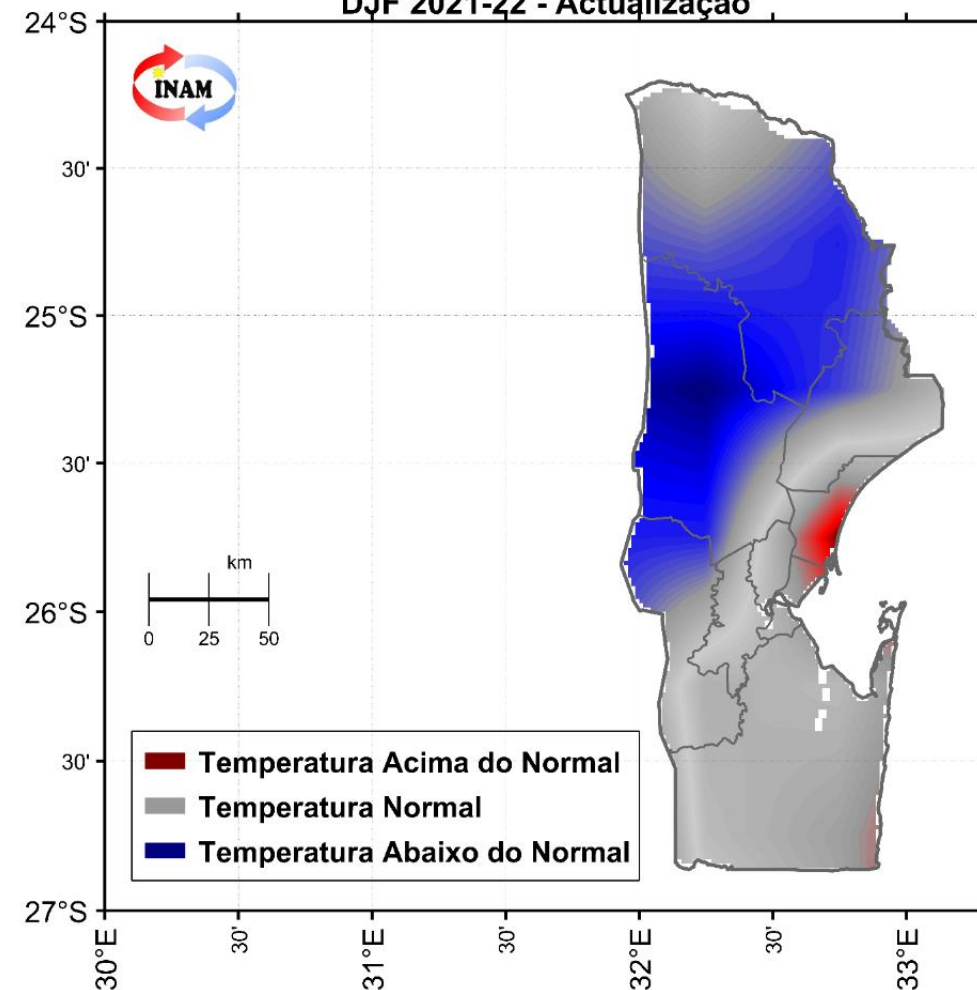 DJF 2021-22 - Actualização
24°S
INAM
30'
25°S
30'
km
26°S
0 25 50
30'
Temperatura Acima do Normal
Temperatura Normal
Temperatura Abaixo do Normal
27°S
30°E 30' 31°E 30' 32°E 30' 33°E